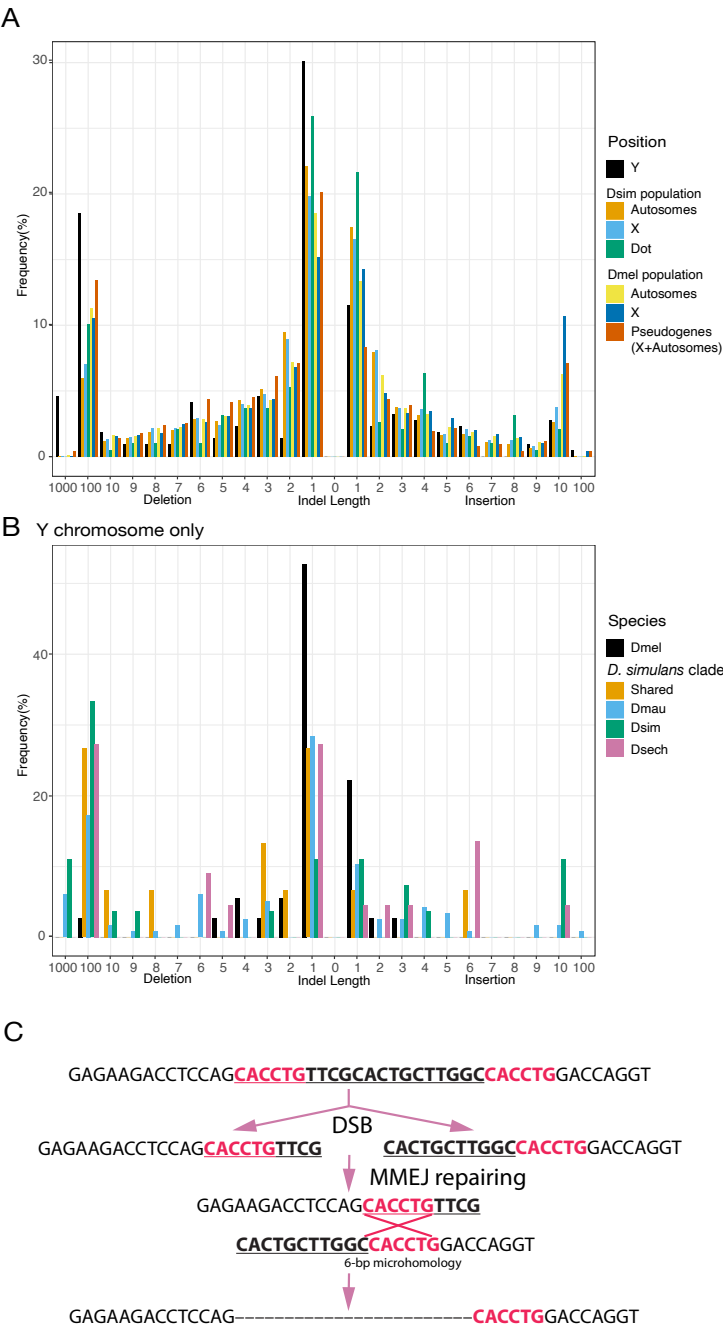 A
30
20
10
0
Frequency(%)
1000 100 10 9 8 7 6 5 4 3 2 1 0 1 2 3 4 5 6 7 8 9 10 100
Deletion Indel Length Insertion
Position
Y
Dsim population
Autosomes
X
Dot
Dmel population
Autosomes
X
Pseudogenes
(X+Autosomes)
B Y chromosome only
40
20
0
Frequency(%)
1000 100 10 9 8 7 6 5 4 3 2 1 0 1 2 3 4 5 6 7 8 9 10 100
Deletion Indel Length Insertion
Species
Dmel
D. simulans clade
Shared
Dmau
Dsim
Dsech
C
GAGAAGACCTCCAGCACCTGTTCGCACTGCTTGGCCACCTGGACCAGGT
DSB
GAGAAGACCTCCAGCACCTGTTCG CACTGCTTGGCCACCTGGACCAGGT
MMEJ repairing
GAGAAGACCTCCAGCACCTGTTCG
CACTGCTTGGCCACCTGGACCAGGT
6-bp microhomology
GAGAAGACCTCCAG------------------------CACCTGGACCAGGT